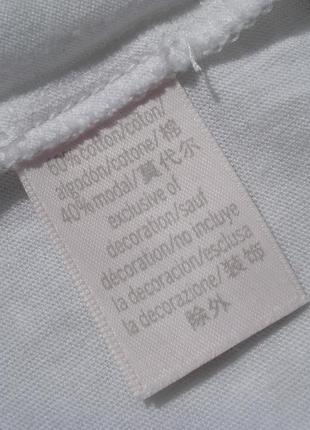 60%cotton/coton/
algodón/cotone/棉
40%modal/莫代尔
exclusive of
decoration/sauf
décoration/no incluye
la decoración/esclusa
la decorazione/装饰
除外